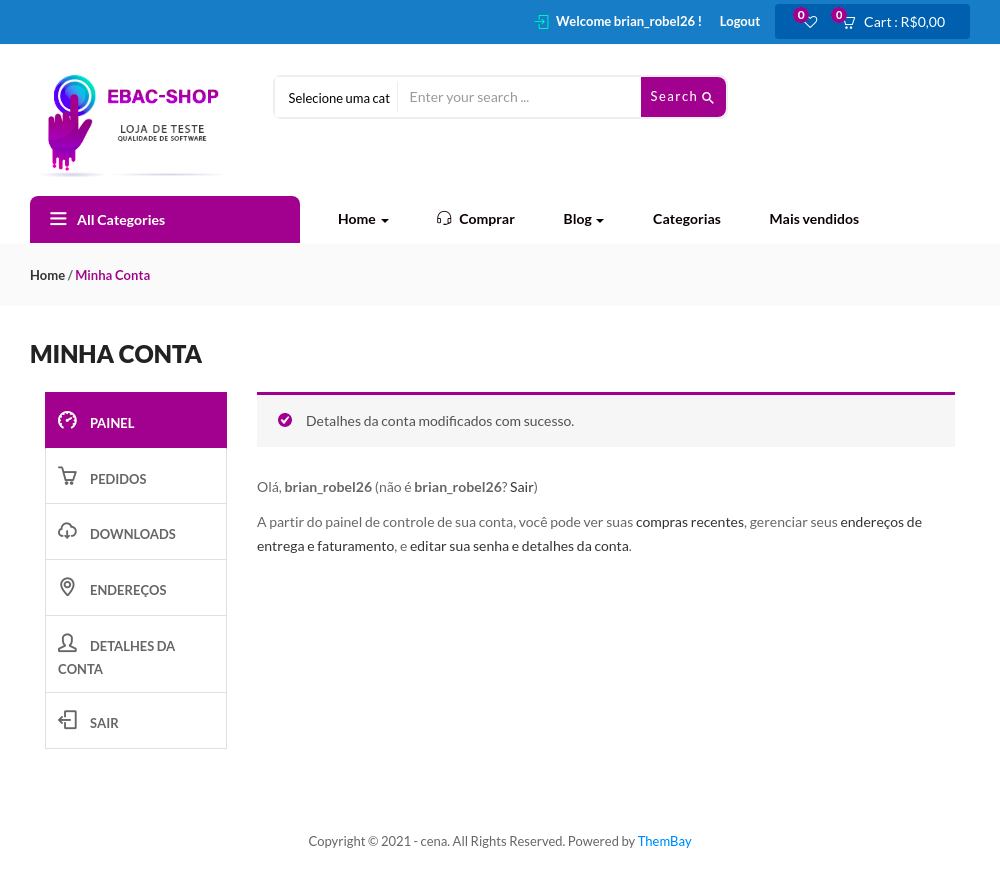 Welcome brian_robel26 ! Logout 0 0 Cart : R$0,00
EBAC-SHOP
LOJA DE TESTE
QUALIDADE DE SOFTWARE
Selecione uma cat Enter your search ... Search
All Categories Home Comprar Blog Categorias Mais vendidos
Home / Minha Conta
MINHA CONTA
PAINEL
PEDIDOS
DOWNLOADS
ENDEREÇOS
DETALHES DA
CONTA
SAIR
Detalhes da conta modificados com sucesso.
Olá, brian_robel26 (não é brian_robel26? Sair)
A partir do painel de controle de sua conta, você pode ver suas compras recentes, gerenciar seus endereços de
entrega e faturamento, e editar sua senha e detalhes da conta.
Copyright © 2021 - cena. All Rights Reserved. Powered by ThemBay